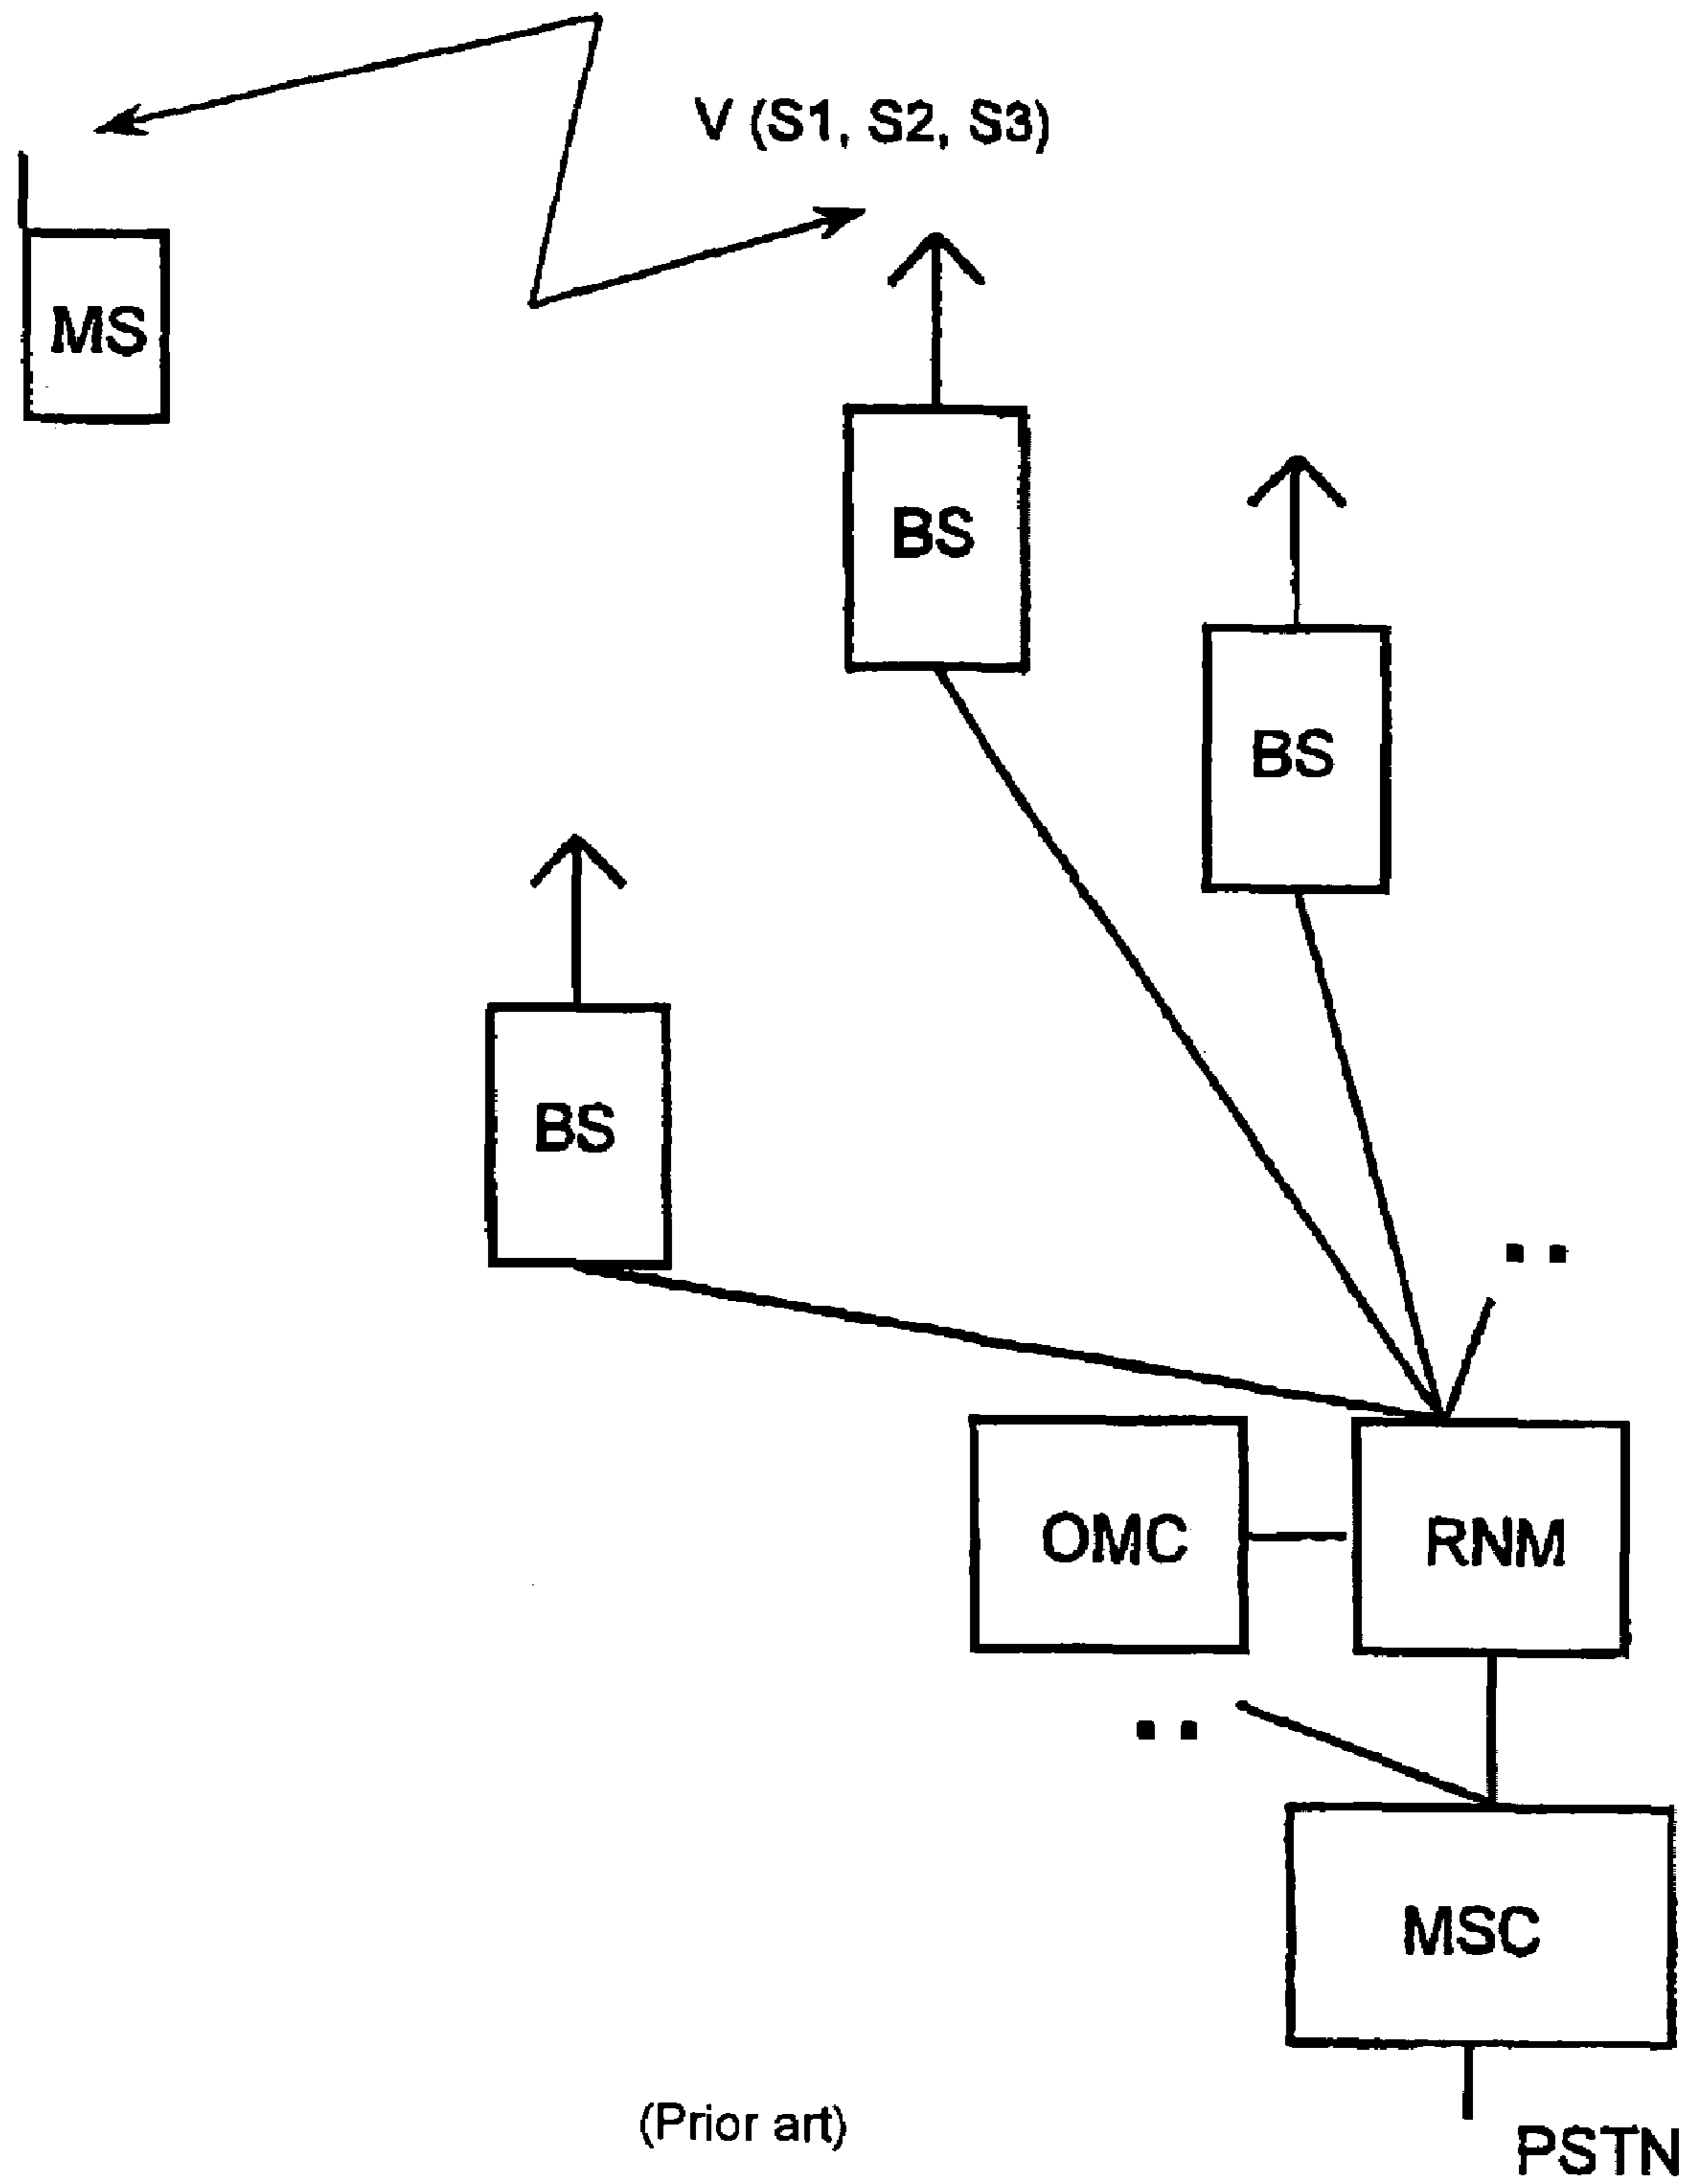 V (S1, S2, S3)
MS
BS
BS
BS
OMC
RNM
MSC
(Prior art)
PSTN